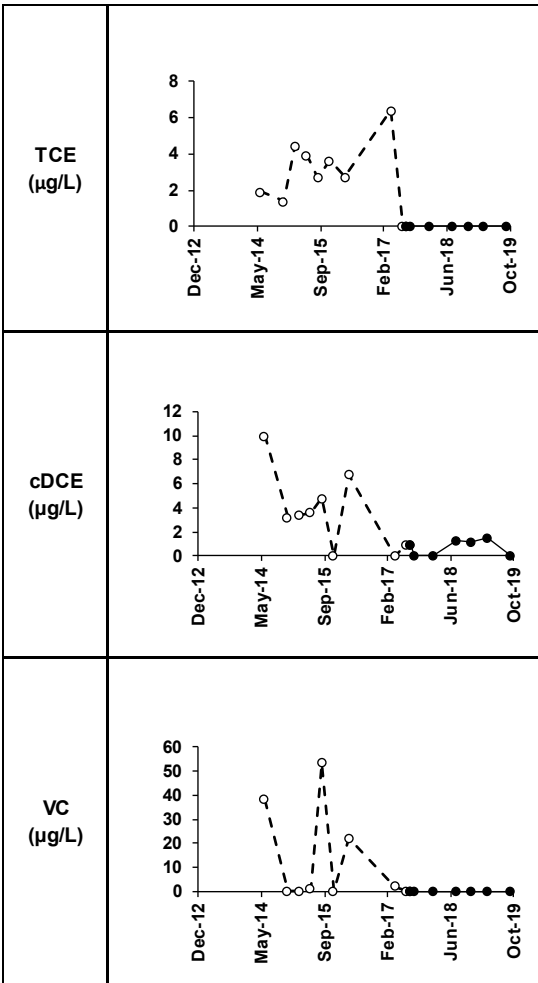 TCE
(µg/L)
8
6
4
2
0
Dec-12
May-14
Sep-15
Feb-17
Jun-18
Oct-19
cDCE
(µg/L)
12
10
8
6
4
2
0
Dec-12
May-14
Sep-15
Feb-17
Jun-18
Oct-19
VC
(µg/L)
60
50
40
30
20
10
0
Dec-12
May-14
Sep-15
Feb-17
Jun-18
Oct-19